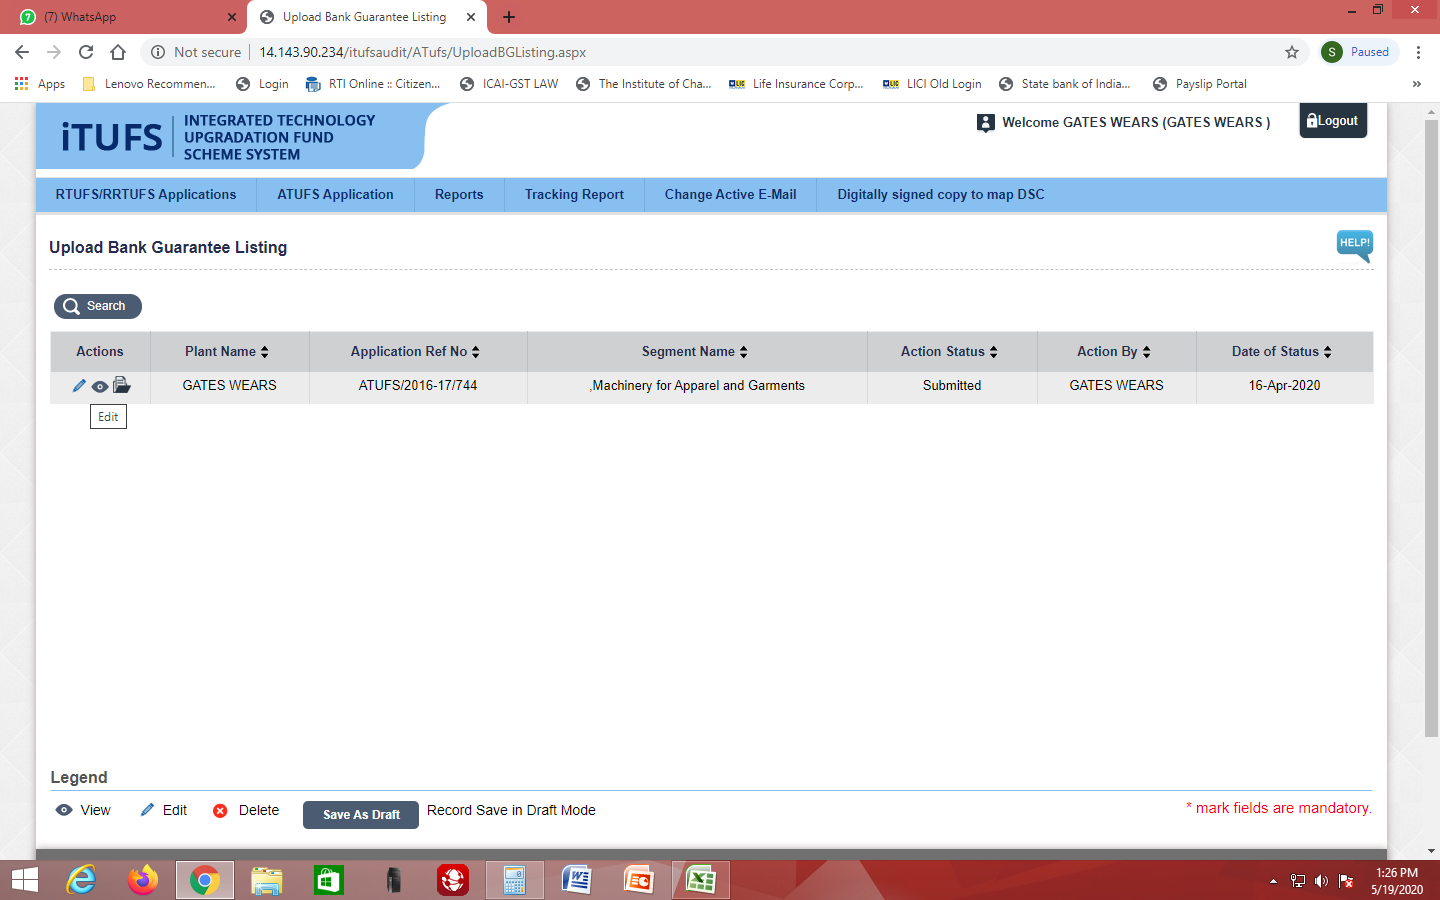 7
(7) WhatsApp
Upload Bank Guarantee Listing
Not secure
14.143.90.234/itufsaudit/ATufs/UploadBGListing.aspx
S
Paused
Apps
Lenovo Recommen...
Login
RTI Online :: Citizen...
ICAI-GST LAW
The Institute of Cha...
Life Insurance Corp...
LICI Old Login
State bank of India...
Payslip Portal
»
iTUFS
INTEGRATED TECHNOLOGY
UPGRADATION FUND
SCHEME SYSTEM
Welcome GATES WEARS (GATES WEARS )
Logout
RTUFS/RRTUFS Applications
ATUFS Application
Reports
Tracking Report
Change Active E-Mail
Digitally signed copy to map DSC
Upload Bank Guarantee Listing
HELP!
Search
Actions
Plant Name
Application Ref No
Segment Name
Action Status
Action By
Date of Status
GATES WEARS
ATUFS/2016-17/744
,Machinery for Apparel and Garments
Submitted
GATES WEARS
16-Apr-2020
Edit
Legend
View
Edit
Delete
Save As Draft
Record Save in Draft Mode
* mark fields are mandatory.
1:26 PM
5/19/2020